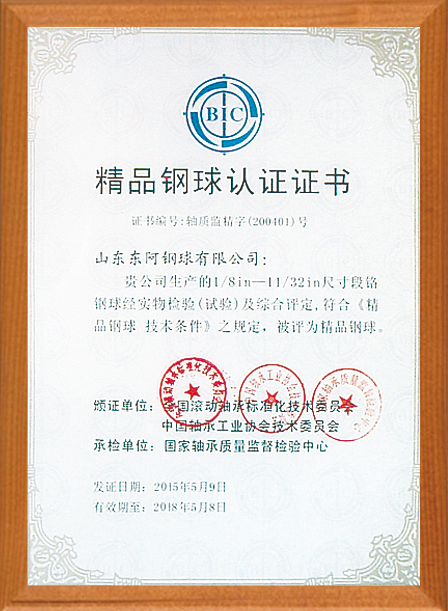 BIC
精品钢球认证证书
证书编号:轴质监精字(200401)号
山东东阿钢球有限公司:
贵公司生产的1/8in—11/32in尺寸段铬
钢球经实物检验(试验)及综合评定,符合《精
品钢球 技术条件》之规定,被评为精品钢球。
颁证单位: 全国滚动轴承标准化技术委员会
中国轴承工业协会技术委员会
承检单位: 国家轴承质量监督检验中心
发证日期: 2015年5月9日
有效期至: 2018年5月8日